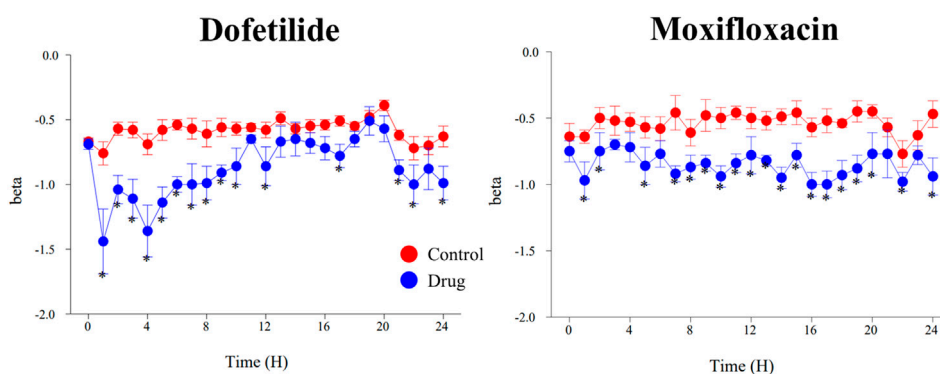 Dofetilide
0.0
-0.5
-1.0
-1.5
-2.0
beta
0 4 8 12 16 20 24
Time (H)
* * * * * * * * * * * * * * *
Control
Drug
Moxifloxacin
0.0
-0.5
-1.0
-1.5
-2.0
beta
0 4 8 12 16 20 24
Time (H)
* * * * * * * * * * * * * * * * * *